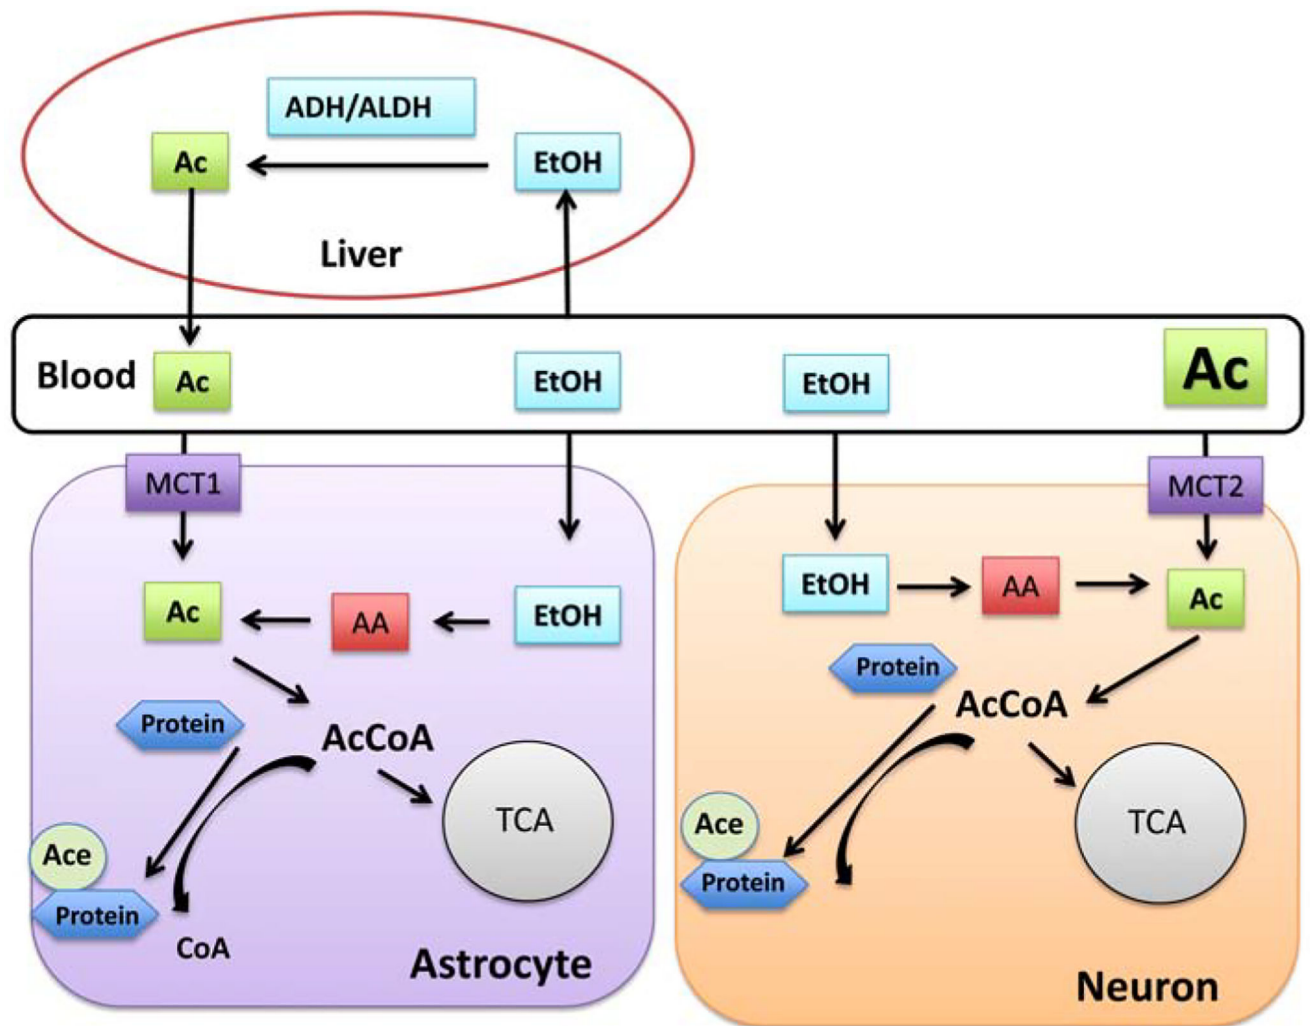 ADH/ALDH
Ac
EtOH
Liver
Blood
Ac
EtOH
EtOH
Ac
MCT1
MCT2
Ac
AA
EtOH
Protein
AcCoA
TCA
Ace
Protein
CoA
Astrocyte
EtOH
AA
Ac
Protein
AcCoA
TCA
Ace
Protein
Neuron